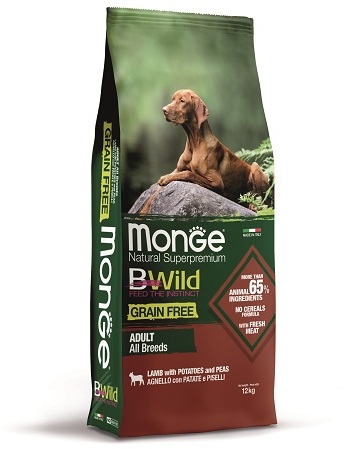 GRAIN FREE
MONGE
BWild
MADE IN ITALY
MONGE
Natural Superpremium
BWild
FEED THE INSTINCT
GRAIN FREE
ADULT
All Breeds
MORE THAN
65%
ANIMAL
INGREDIENTS
NO CEREALS
FORMULA
with FRESH
MEAT
LAMB with POTATOES and PEAS
AGNELLO con PATATE e PISELLI
12kg